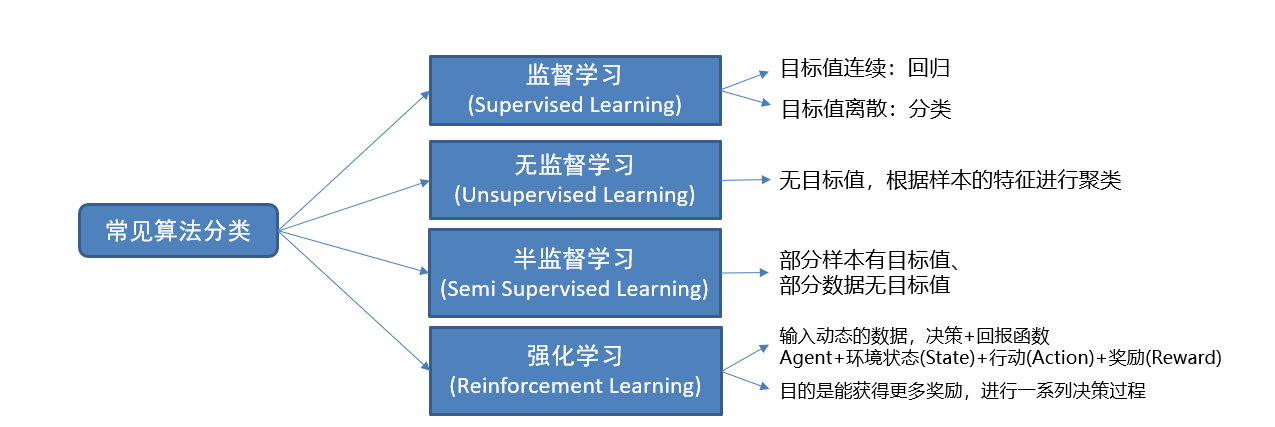 常见算法分类
监督学习
(Supervised Learning)
目标值连续：回归
目标值离散：分类
无监督学习
(Unsupervised Learning)
无目标值，根据样本的特征进行聚类
半监督学习
(Semi Supervised Learning)
部分样本有目标值、
部分数据无目标值
强化学习
(Reinforcement Learning)
输入动态的数据，决策+回报函数
Agent+环境状态(State)+行动(Action)+奖励(Reward)
目的是能获得更多奖励，进行一系列决策过程